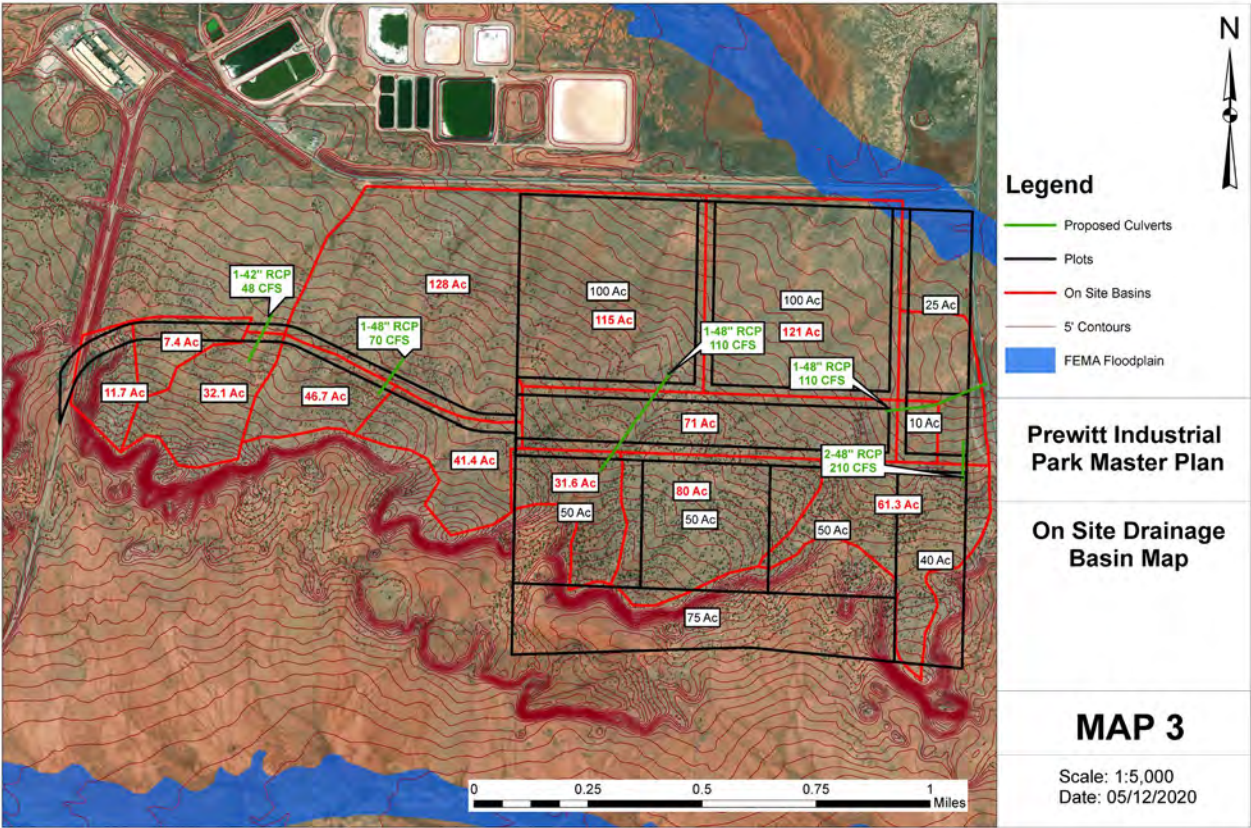 1-42" RCP
48 CFS
128 Ac
1-48" RCP
70 CFS
7.4 Ac
11.7 Ac
32.1 Ac
46.7 Ac
41.4 Ac
100 Ac
115 Ac
100 Ac
121 Ac
25 Ac
1-48" RCP
110 CFS
1-48" RCP
110 CFS
71 Ac
10 Ac
2-48" RCP
210 CFS
31.6 Ac
50 Ac
80 Ac
50 Ac
61.3 Ac
50 Ac
40 Ac
75 Ac
0 0.25 0.5 0.75 1
Miles
N
Legend
Proposed Culverts
Plots
On Site Basins
5' Contours
FEMA Floodplain
Prewitt Industrial
Park Master Plan
On Site Drainage
Basin Map
MAP 3
Scale: 1:5,000
Date: 05/12/2020